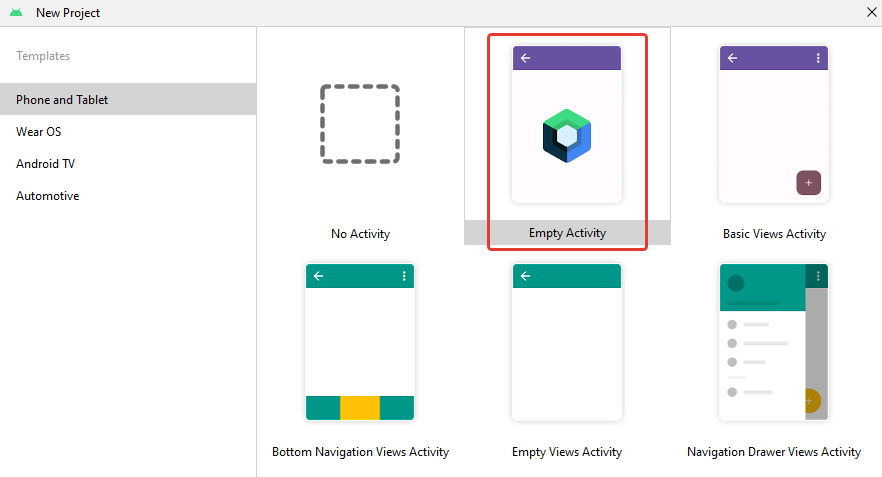 New Project
Templates
Phone and Tablet
Wear OS
Android TV
Automotive
No Activity
Empty Activity
Basic Views Activity
Bottom Navigation Views Activity
Empty Views Activity
Navigation Drawer Views Activity